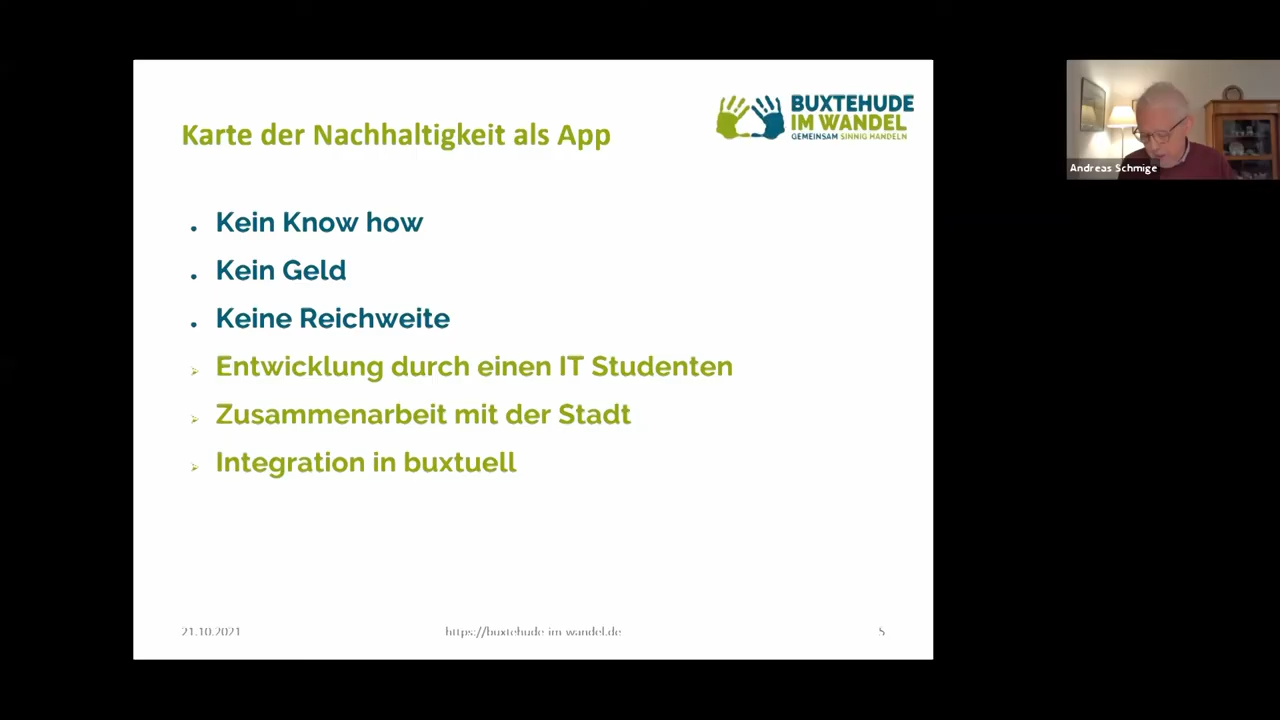 Karte der Nachhaltigkeit als App
BUXTEHUDE
IM WANDEL
GEMEINSAM SINNIG HANDELN
Kein Know how
Kein Geld
Keine Reichweite
Entwicklung durch einen IT Studenten
Zusammenarbeit mit der Stadt
Integration in buxtuell
21.10.2021
https://buxtehude-im-wandel.de
5
Andreas Schmige